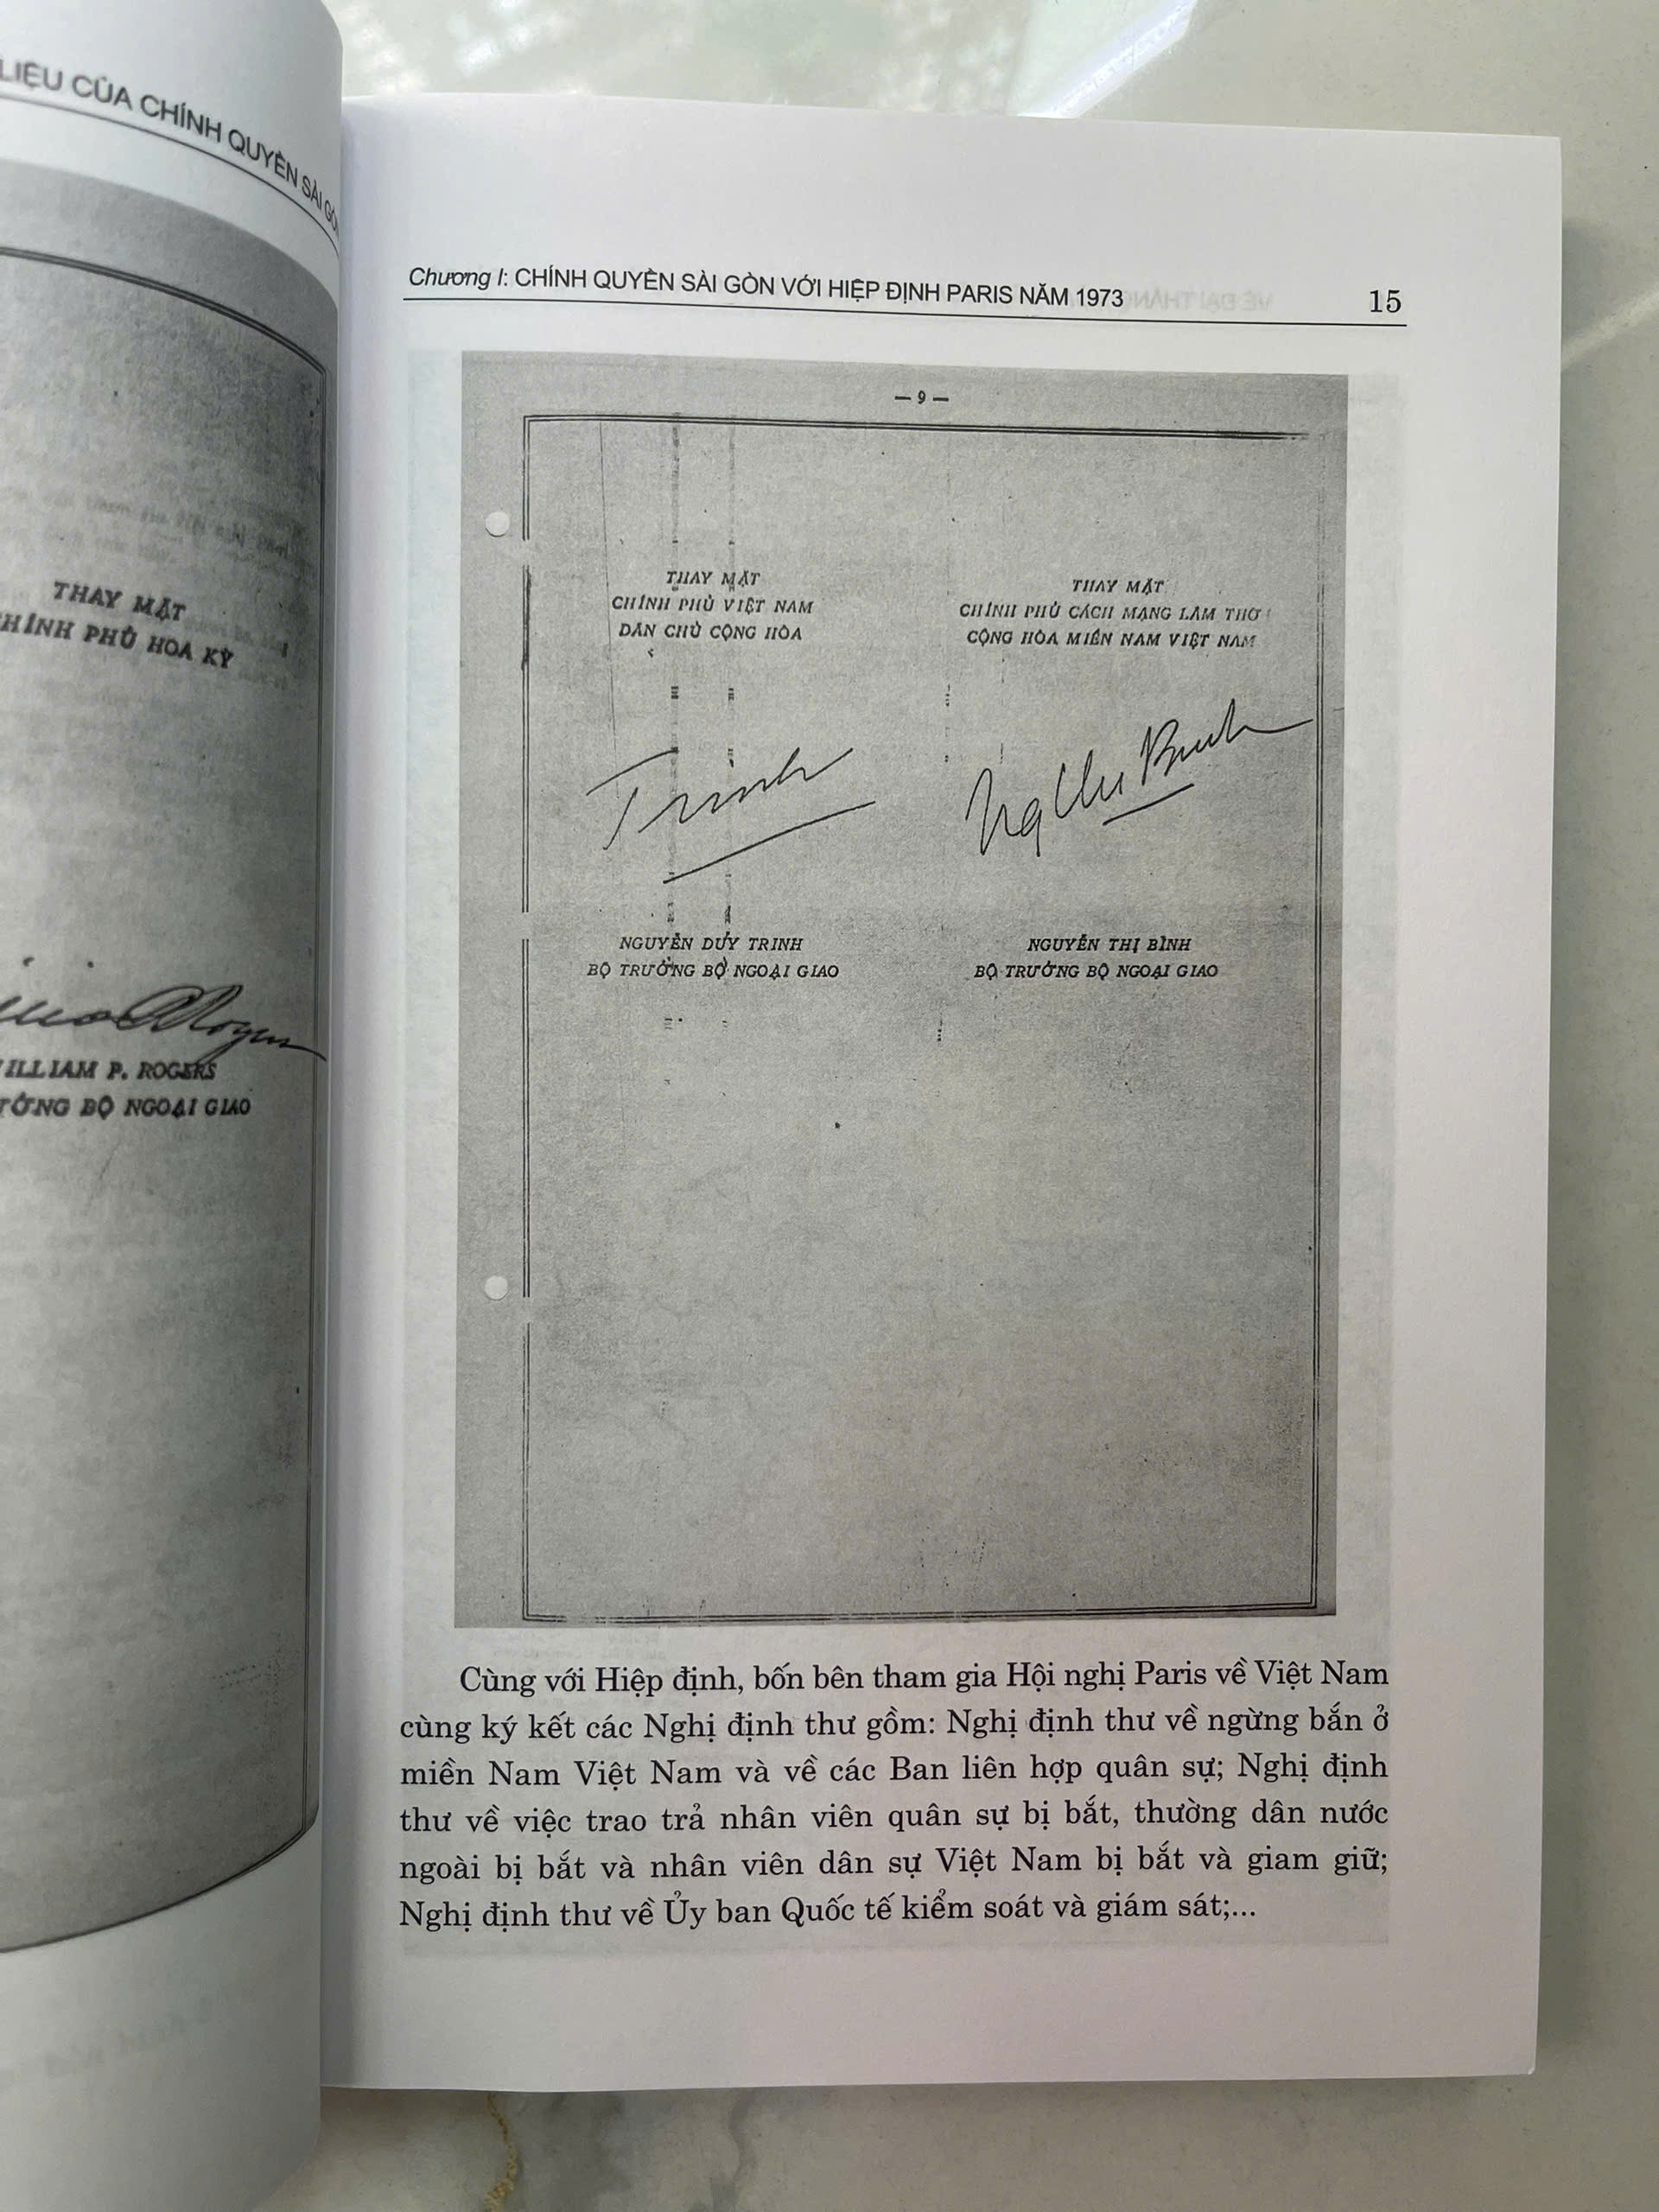 LIỆU CỦA CHÍNH QUYỀN SÀI GÒN
THAY MẶT
CHÍNH PHỦ HOA KỲ
WILLIAM P. ROGERS
BỘ NGOẠI GIAO
Chương I: CHÍNH QUYỀN SÀI GÒN VỚI HIỆP ĐỊNH PARIS NĂM 1973
15
— 9 —
THAY MẶT
CHÍNH PHỦ VIỆT NAM
DÂN CHỦ CỘNG HÒA
Trinh
NGUYỄN DUY TRINH
BỘ TRƯỞNG BỘ NGOẠI GIAO
THAY MẶT
CHÍNH PHỦ CÁCH MẠNG LÂM THỜI
CỘNG HÒA MIỀN NAM VIỆT NAM
NGUYỄN THỊ BÌNH
BỘ TRƯỞNG BỘ NGOẠI GIAO
Cùng với Hiệp định, bốn bên tham gia Hội nghị Paris về Việt Nam
cùng ký kết các Nghị định thư gồm: Nghị định thư về ngừng bắn ở
miền Nam Việt Nam và về các Ban liên hợp quân sự; Nghị định
thư về việc trao trả nhân viên quân sự bị bắt, thường dân nước
ngoài bị bắt và nhân viên dân sự Việt Nam bị bắt và giam giữ;
Nghị định thư về Ủy ban Quốc tế kiểm soát và giám sát;...